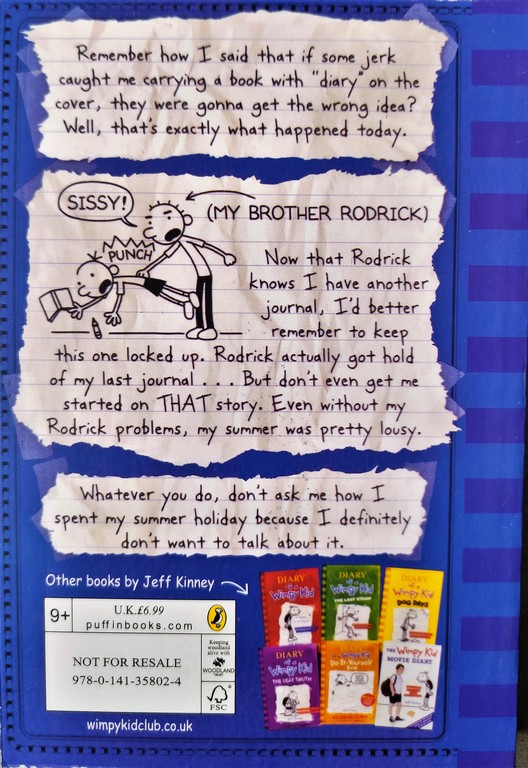 Remember how I said that if some jerk
caught me carrying a book with "diary" on the
cover, they were gonna get the wrong idea?
Well, that's exactly what happened today.
SISSY!
(MY BROTHER RODRICK)
PUNCH
Now that Rodrick
knows I have another
journal, I'd better
remember to keep
this one locked up. Rodrick actually got hold
of my last journal . . . But don't even get me
started on THAT story. Even without my
Rodrick problems, my summer was pretty lousy.
Whatever you do, don't ask me how I
spent my summer holiday because I definitely
don't want to talk about it.
Other books by Jeff Kinney
9+
U.K.£6.99
puffinbooks.com
NOT FOR RESALE
978-0-141-35802-4
Keeping
woodland
alive with
WOODLAND
TRUST
FSC
wimpyclub.co.uk
DIARY
of a
Wimpy Kid
DIARY
of a
Wimpy Kid
THE LAST STRAW
DIARY
of a
Wimpy Kid
DOG DAYS
DIARY
of a
Wimpy Kid
THE UGLY TRUTH
Wimpy Kid
Do-It-Yourself
Book
THE
Wimpy Kid
MOVIE DIARY